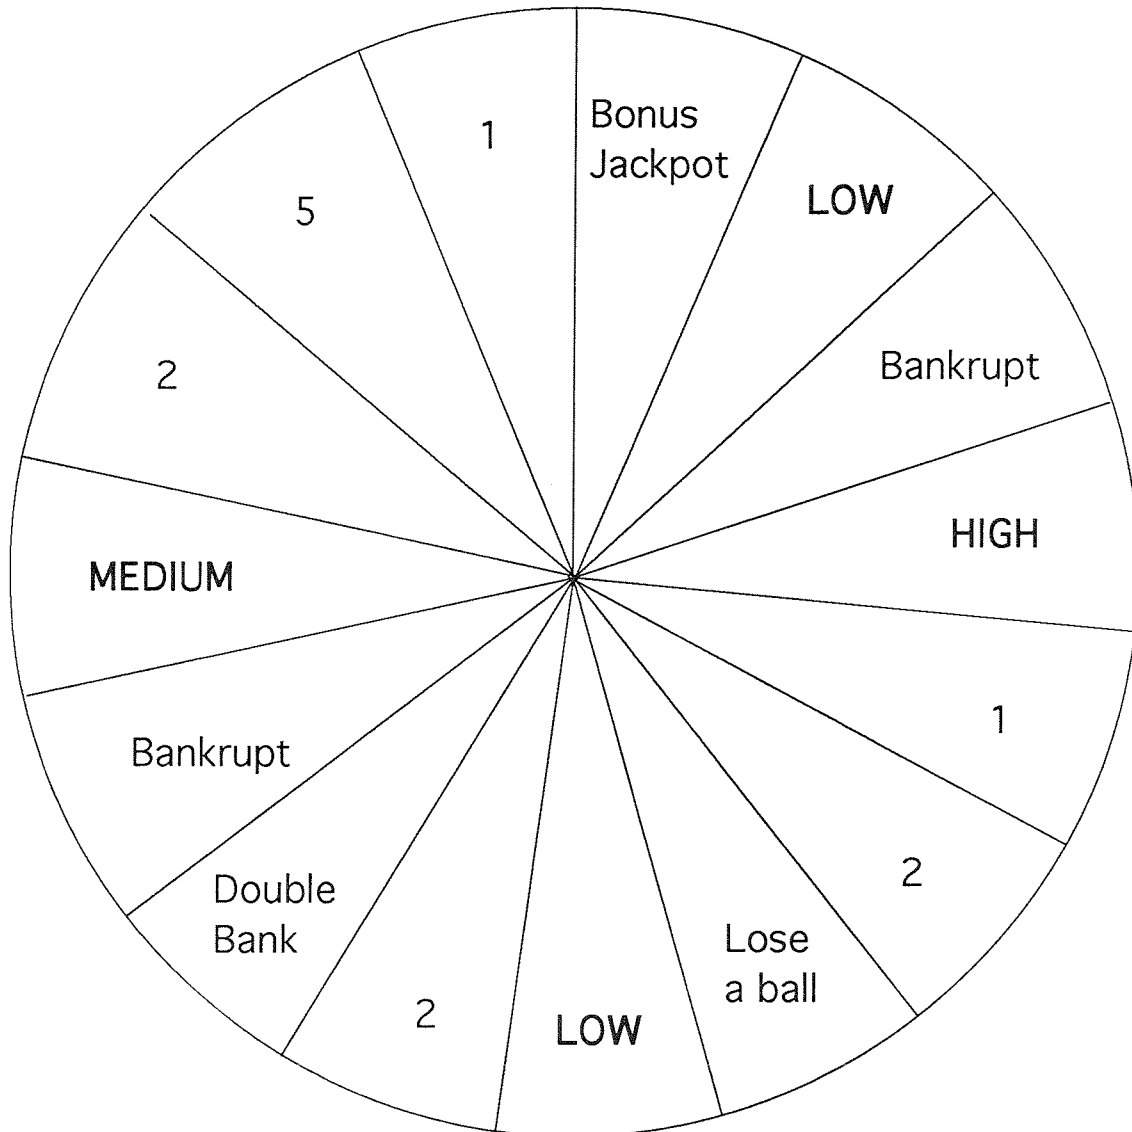 1
Bonus
Jackpot
LOW
Bankrupt
HIGH
1
2
Lose
a ball
LOW
2
Double
Bank
Bankrupt
MEDIUM
2
5